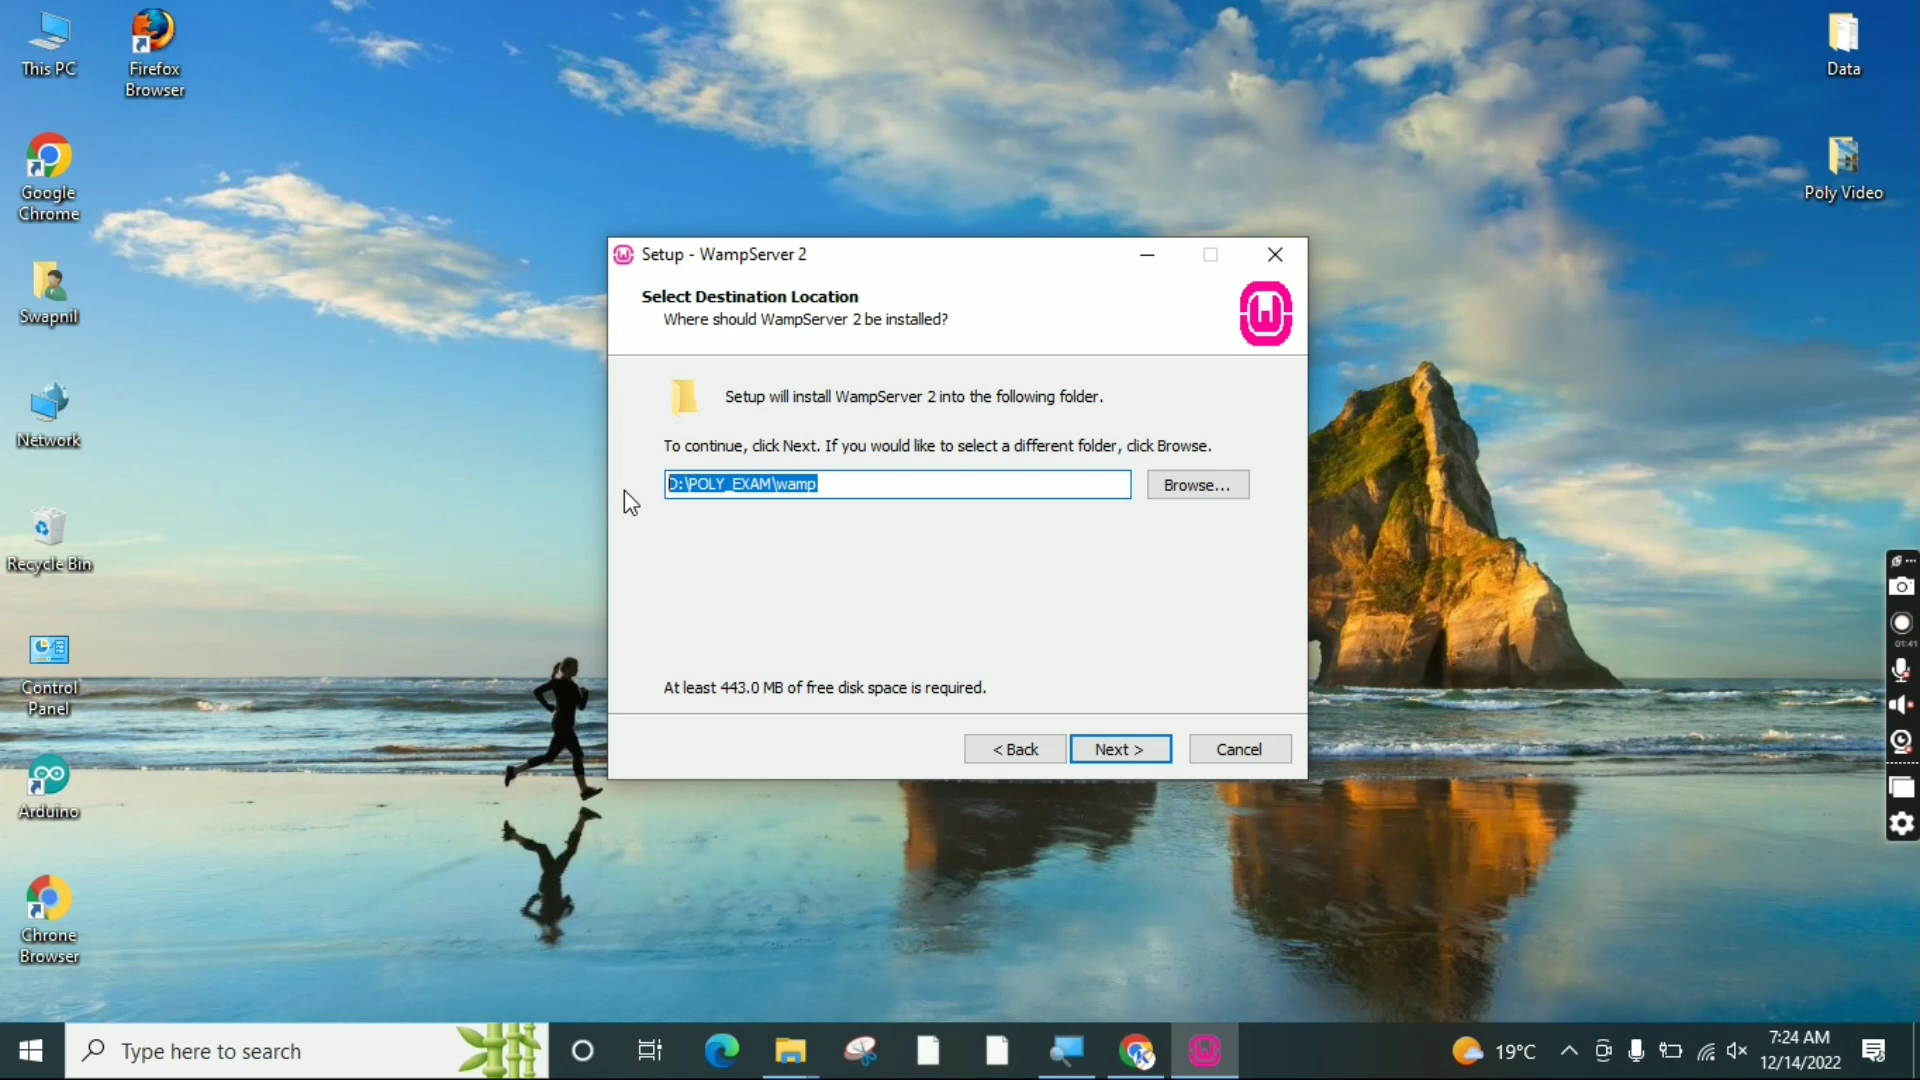 This PC
Firefox
Browser
Google
Chrome
Swapnil
Network
Recycle Bin
Control
Panel
Arduino
Chrone
Browser
Data
Poly Video
Setup - WampServer 2
Select Destination Location
Where should WampServer 2 be installed?
Setup will install WampServer 2 into the following folder.
To continue, click Next. If you would like to select a different folder, click Browse.
D:\POLY_EXAM\wamp
Browse...
At least 443.0 MB of free disk space is required.
< Back
Next >
Cancel
01:41
Type here to search
19°C
7:24 AM
12/14/2022